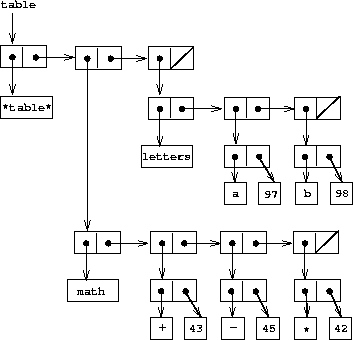 table
*table*
letters
a 97 b 98
math
+ 43 - 45 * 42